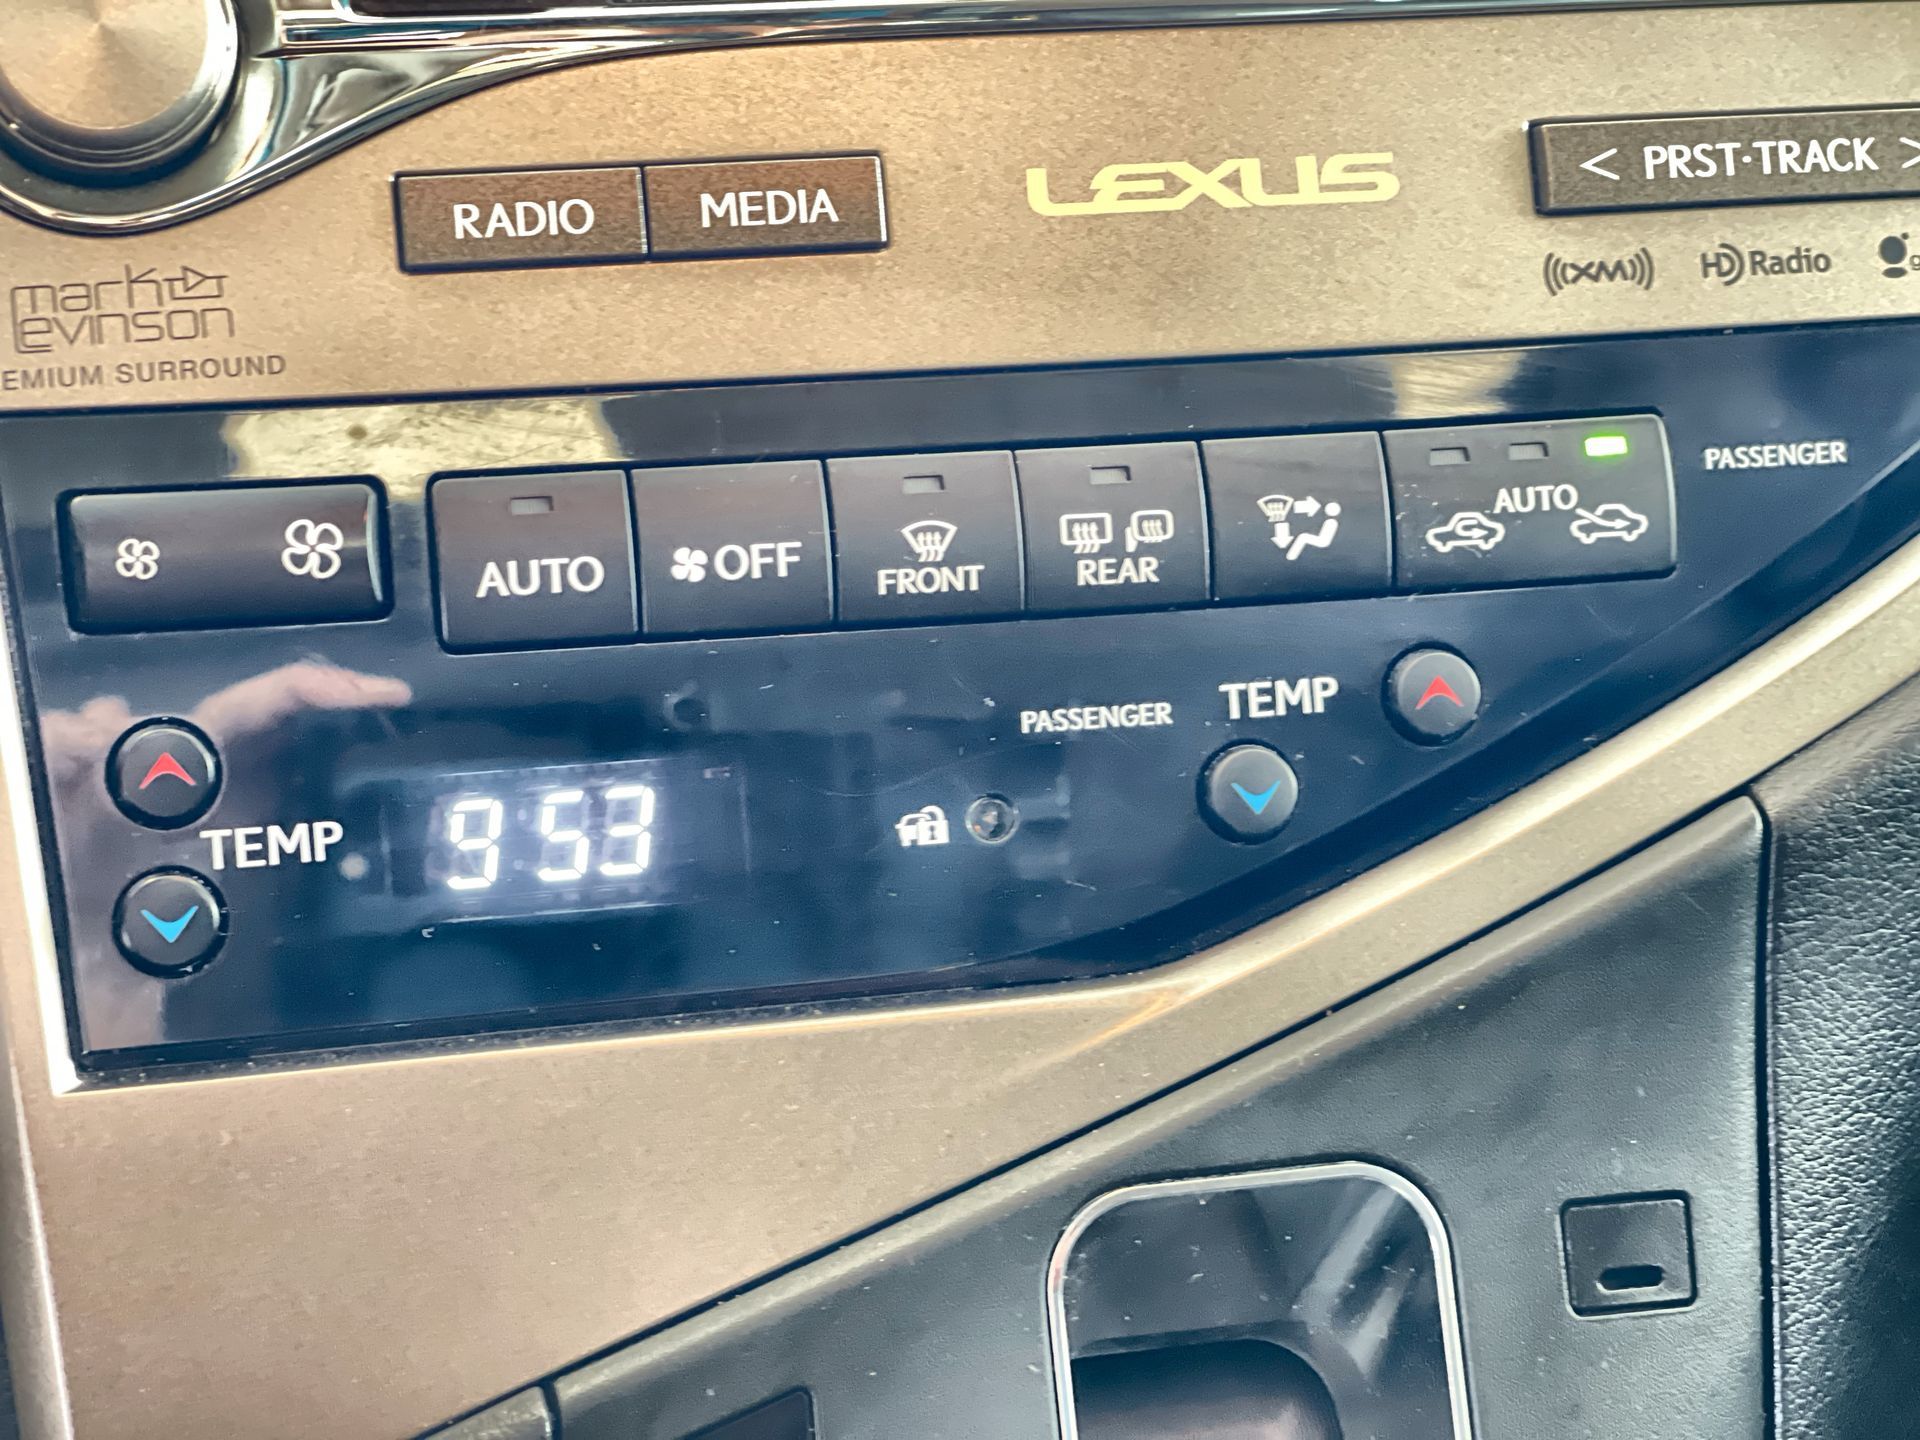 RADIO MEDIA
LEXUS
< PRST·TRACK >
mark
levinson
EMIUM SURROUND
((XM))
HD Radio
AUTO
OFF
FRONT
REAR
AUTO
PASSENGER
TEMP
9 53
PASSENGER TEMP